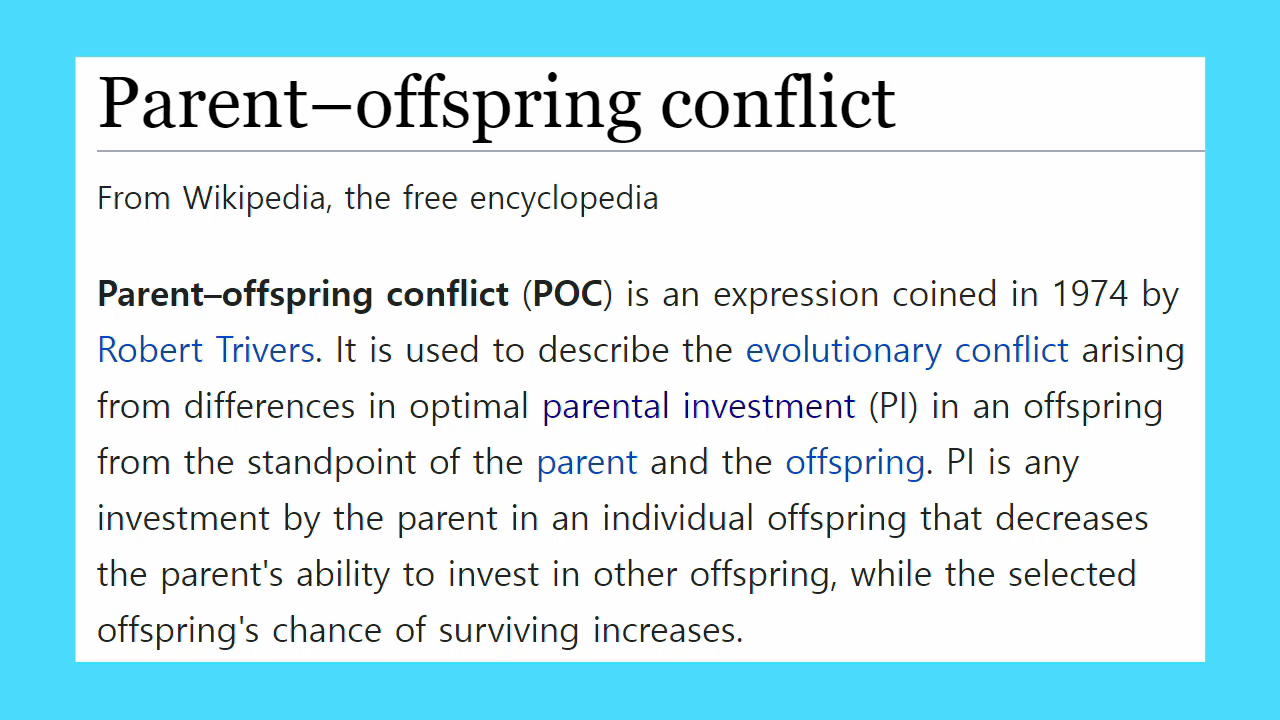 Parent–offspring conflict
From Wikipedia, the free encyclopedia
Parent–offspring conflict (POC) is an expression coined in 1974 by
Robert Trivers. It is used to describe the evolutionary conflict arising
from differences in optimal parental investment (PI) in an offspring
from the standpoint of the parent and the offspring. PI is any
investment by the parent in an individual offspring that decreases
the parent's ability to invest in other offspring, while the selected
offspring's chance of surviving increases.